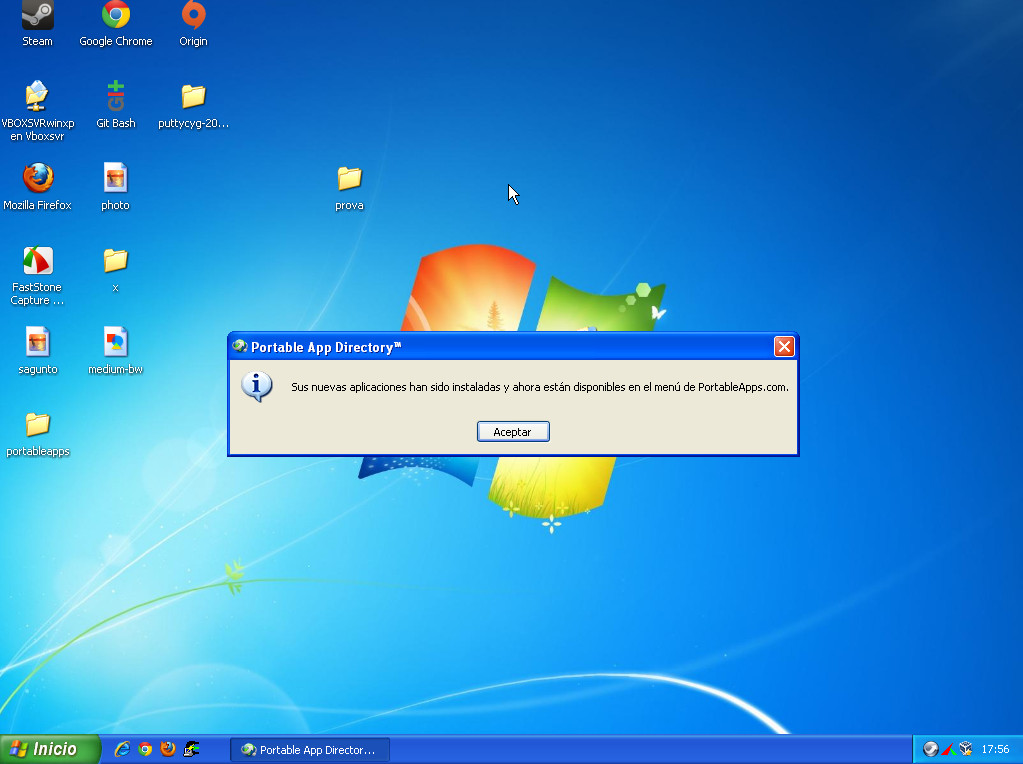 Steam
Google Chrome
Origin
VBOXSVRwinxp
en Vboxsvr
Git Bash
puttycyg-20...
Mozilla Firefox
photo
prova
FastStone
Capture ...
x
sagunto
medium-bw
portableapps
Portable App Directory™
Sus nuevas aplicaciones han sido instaladas y ahora están disponibles en el menú de PortableApps.com.
Aceptar
Inicio
Portable App Director...
17:56